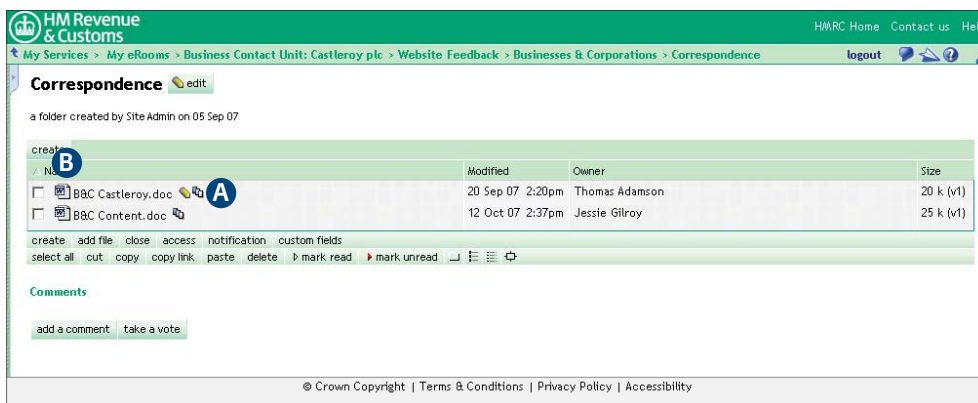 HM Revenue
& Customs
HMRC Home Contact us Hel
My Services > My eRooms > Business Contact Unit: Castleroy plc > Website Feedback > Businesses & Corporations > Correspondence logout
Correspondence edit
a folder created by Site Admin on 05 Sep 07
create
B
Na Modified Owner Size
B&C Castleroy.doc A 20 Sep 07 2:20pm Thomas Adamson 20 k (v1)
B&C Content.doc 12 Oct 07 2:37pm Jessie Gilroy 25 k (v1)
create add file close access notification custom fields
select all cut copy copy link paste delete mark read mark unread
Comments
add a comment take a vote
© Crown Copyright | Terms & Conditions | Privacy Policy | Accessibility